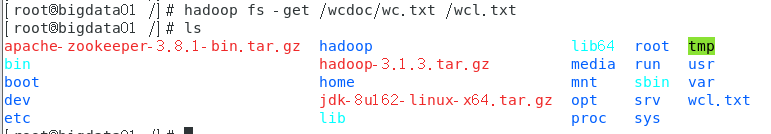 [root@bigdata01 /]# hadoop fs -get /wcdoc/wc.txt /wcl.txt
[root@bigdata01 /]# ls
apache-zookeeper-3.8.1-bin.tar.gz hadoop lib64 root tmp
bin hadoop-3.1.3.tar.gz media run usr
boot home mnt sbin var
dev jdk-8u162-linux-x64.tar.gz opt srv wcl.txt
etc lib proc sys
[root@bigdata01 /]#